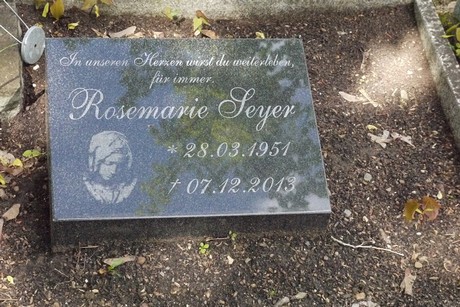 In unseren Herzen wirst du weiterleben,
für immer.
Rosemarie Seyer
* 28.03.1951
† 07.12.2013